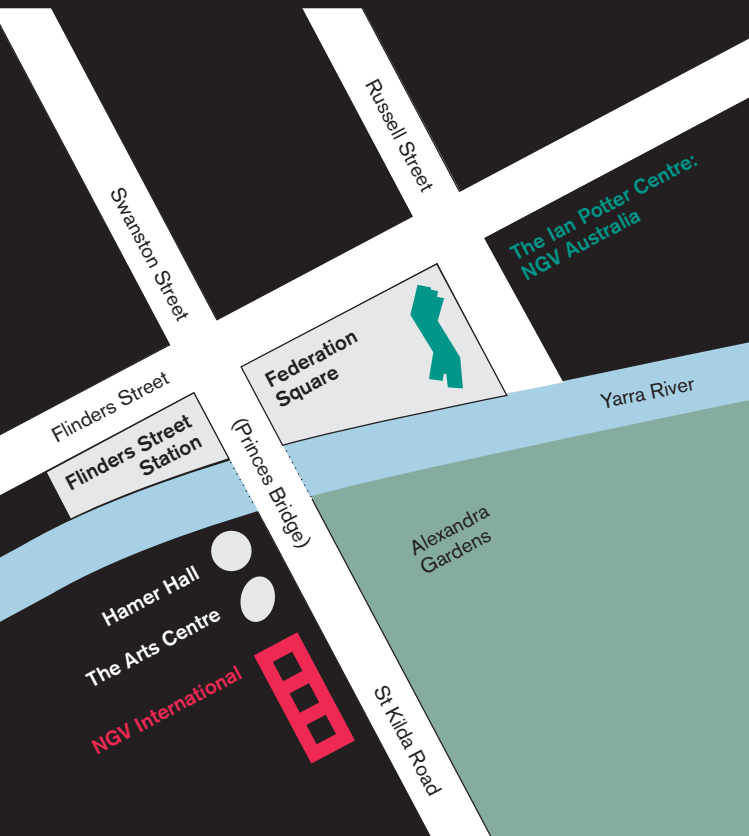 Russell Street
The Ian Potter Centre:
NGV Australia
Swanston Street
Federation
Square
Flinders Street
Yarra River
Flinders Street
Station
(Princes Bridge)
Alexandra
Gardens
Hamer Hall
The Arts Centre
NGV International
St Kilda Road